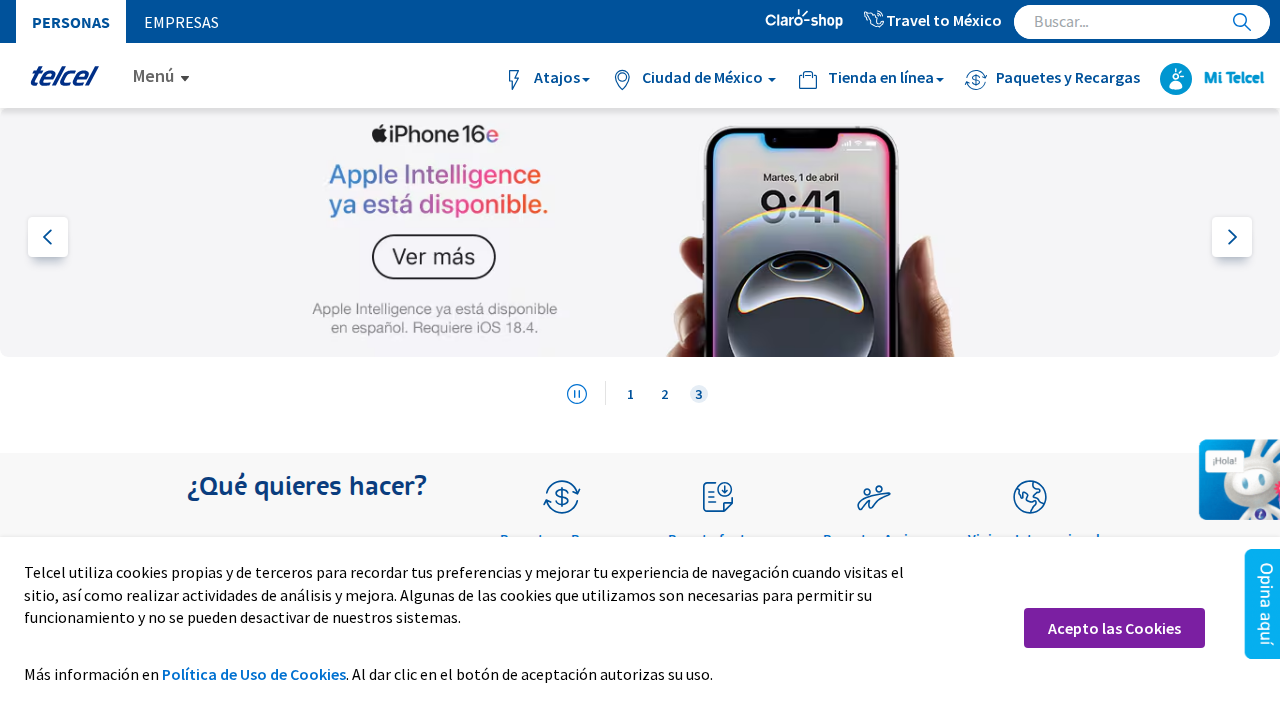 PERSONAS
EMPRESAS
Claro shop
Travel to México
Buscar...
telcel
Menú
Atajos
Ciudad de México
Tienda en línea
Paquetes y Recargas
Mi Telcel
iPhone 16e
Apple Intelligence
ya está disponible.
Ver más
Apple Intelligence ya está disponible
en español. Requiere iOS 18.4.
Martes, 1 de abril
9:41
1
2
3
¿Qué quieres hacer?
¡Hola!
Telcel utiliza cookies propias y de terceros para recordar tus preferencias y mejorar tu experiencia de navegación cuando visitas el
sitio, así como realizar actividades de análisis y mejora. Algunas de las cookies que utilizamos son necesarias para permitir su
funcionamiento y no se pueden desactivar de nuestros sistemas.
Más información en Política de Uso de Cookies. Al dar clic en el botón de aceptación autorizas su uso.
Acepto las Cookies
Opina aquí